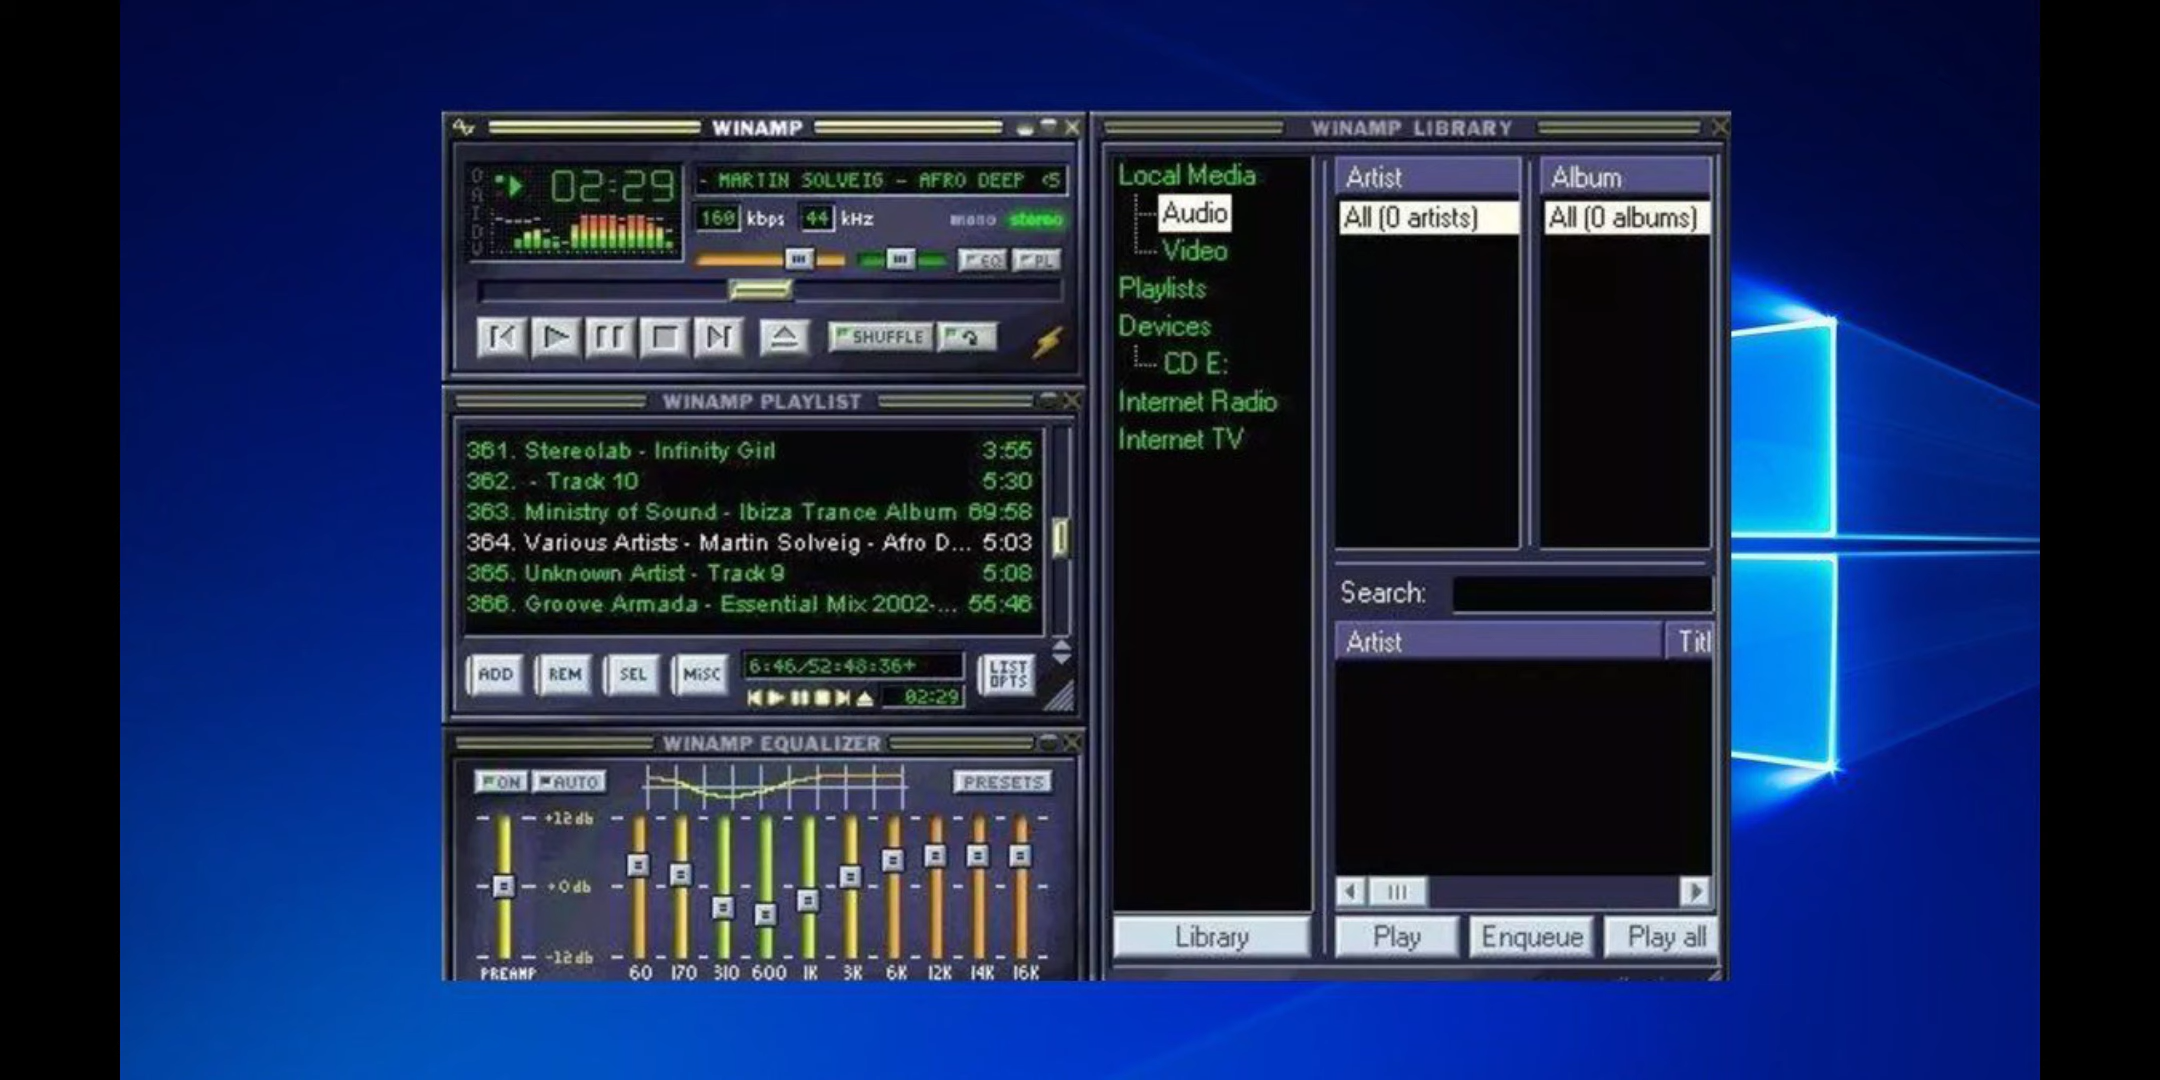 WINAMP
02:29
- MARTIN SOLVEIG - AFRO DEEP <5
160 kbps 44 kHz mono stereo
EQ PL
SHUFFLE
WINAMP PLAYLIST
361. Stereolab - Infinity Girl 3:55
362. - Track 10 5:30
363. Ministry of Sound - Ibiza Trance Album 69:58
364. Various Artists - Martin Solveig - Afro D... 5:03
365. Unknown Artist - Track 9 5:08
366. Groove Armada - Essential Mix 2002-... 55:46
ADD REM SEL MISC 6:46/52:48:36+ LIST OPTS
02:29
WINAMP EQUALIZER
ON AUTO PRESETS
+12db
+0db
-12db
PREAMP 60 170 310 600 1K 3K 6K 12K 14K 16K
WINAMP LIBRARY
Local Media
Audio
Video
Playlists
Devices
CD E:
Internet Radio
Internet TV
Library
Artist Album
All (0 artists) All (0 albums)
Search:
Artist Titl
Play Enqueue Play all